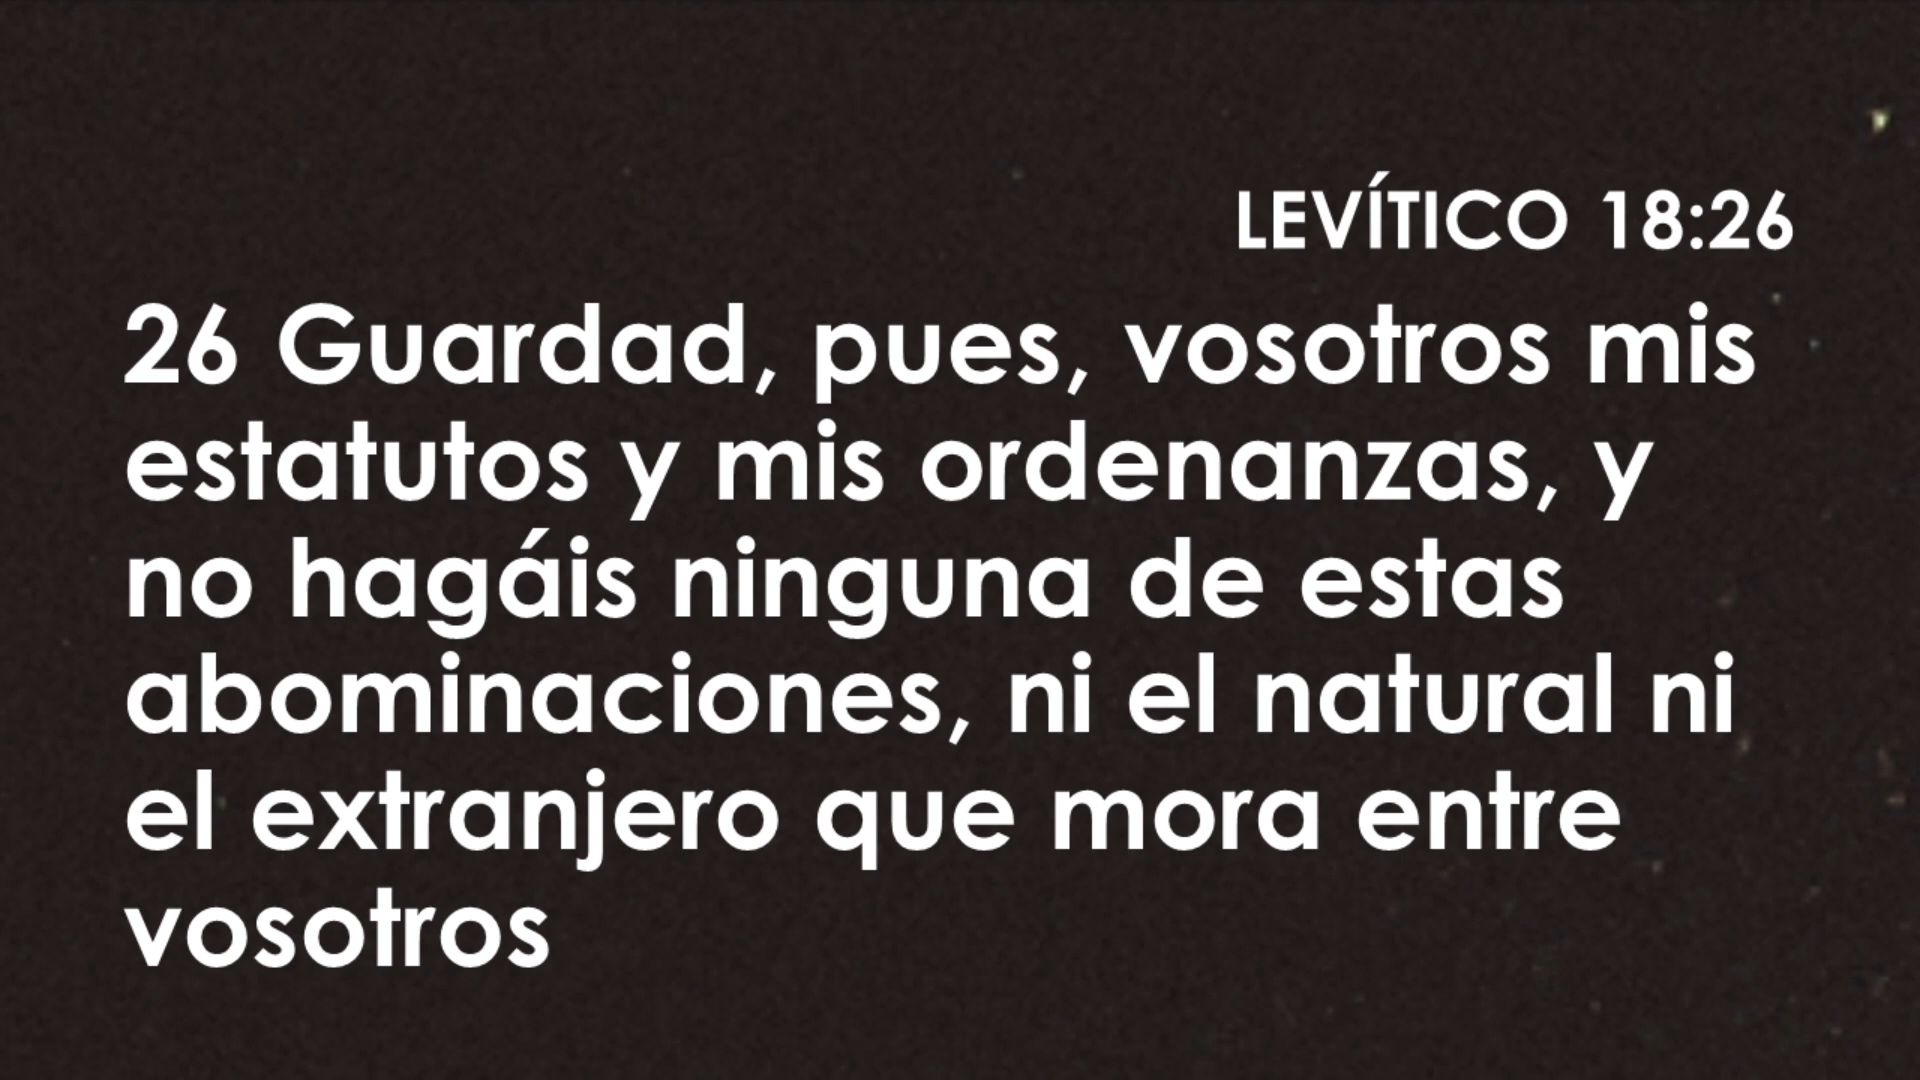 LEVÍTICO 18:26
26 Guardad, pues, vosotros mis
estatutos y mis ordenanzas, y
no hagáis ninguna de estas
abominaciones, ni el natural ni
el extranjero que mora entre
vosotros